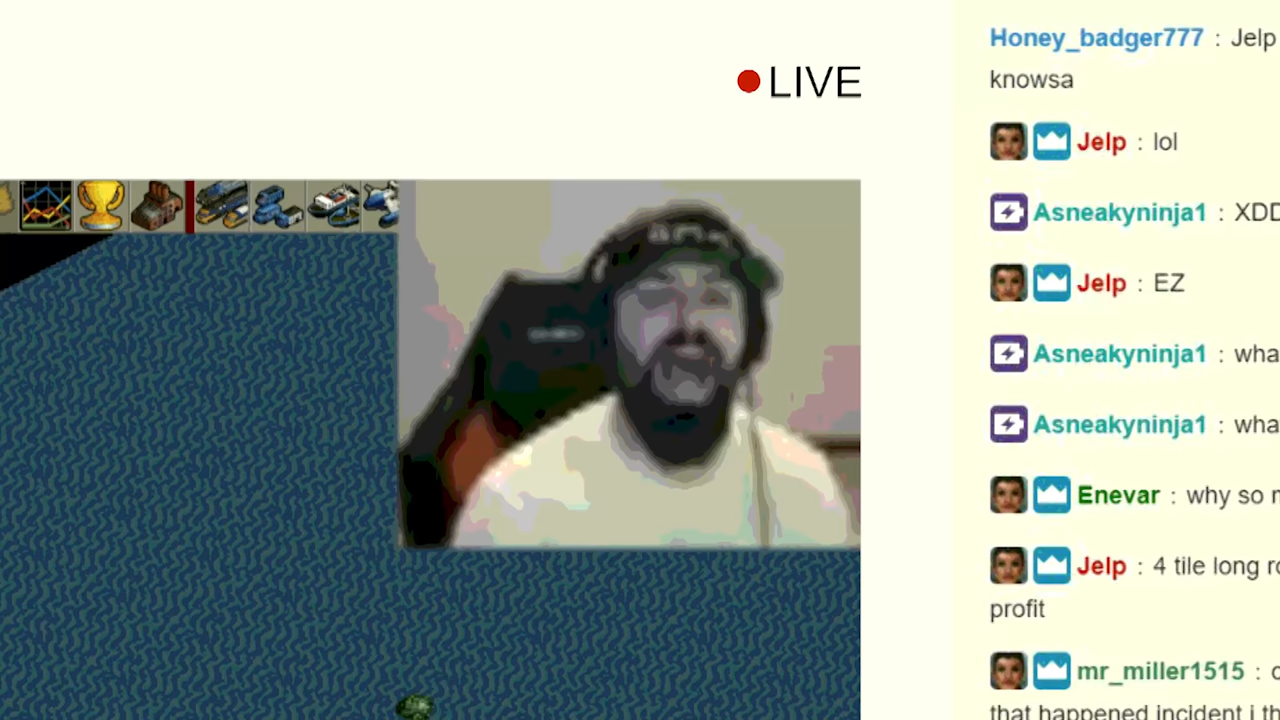 LIVE
Honey_badger777 : Jelp
knowsa
Jelp : lol
Asneakyninja1 : XDD
Jelp : EZ
Asneakyninja1 : wha
Asneakyninja1 : wha
Enevar : why so
Jelp : 4 tile long
profit
mr_miller1515 :
that happened incident i th